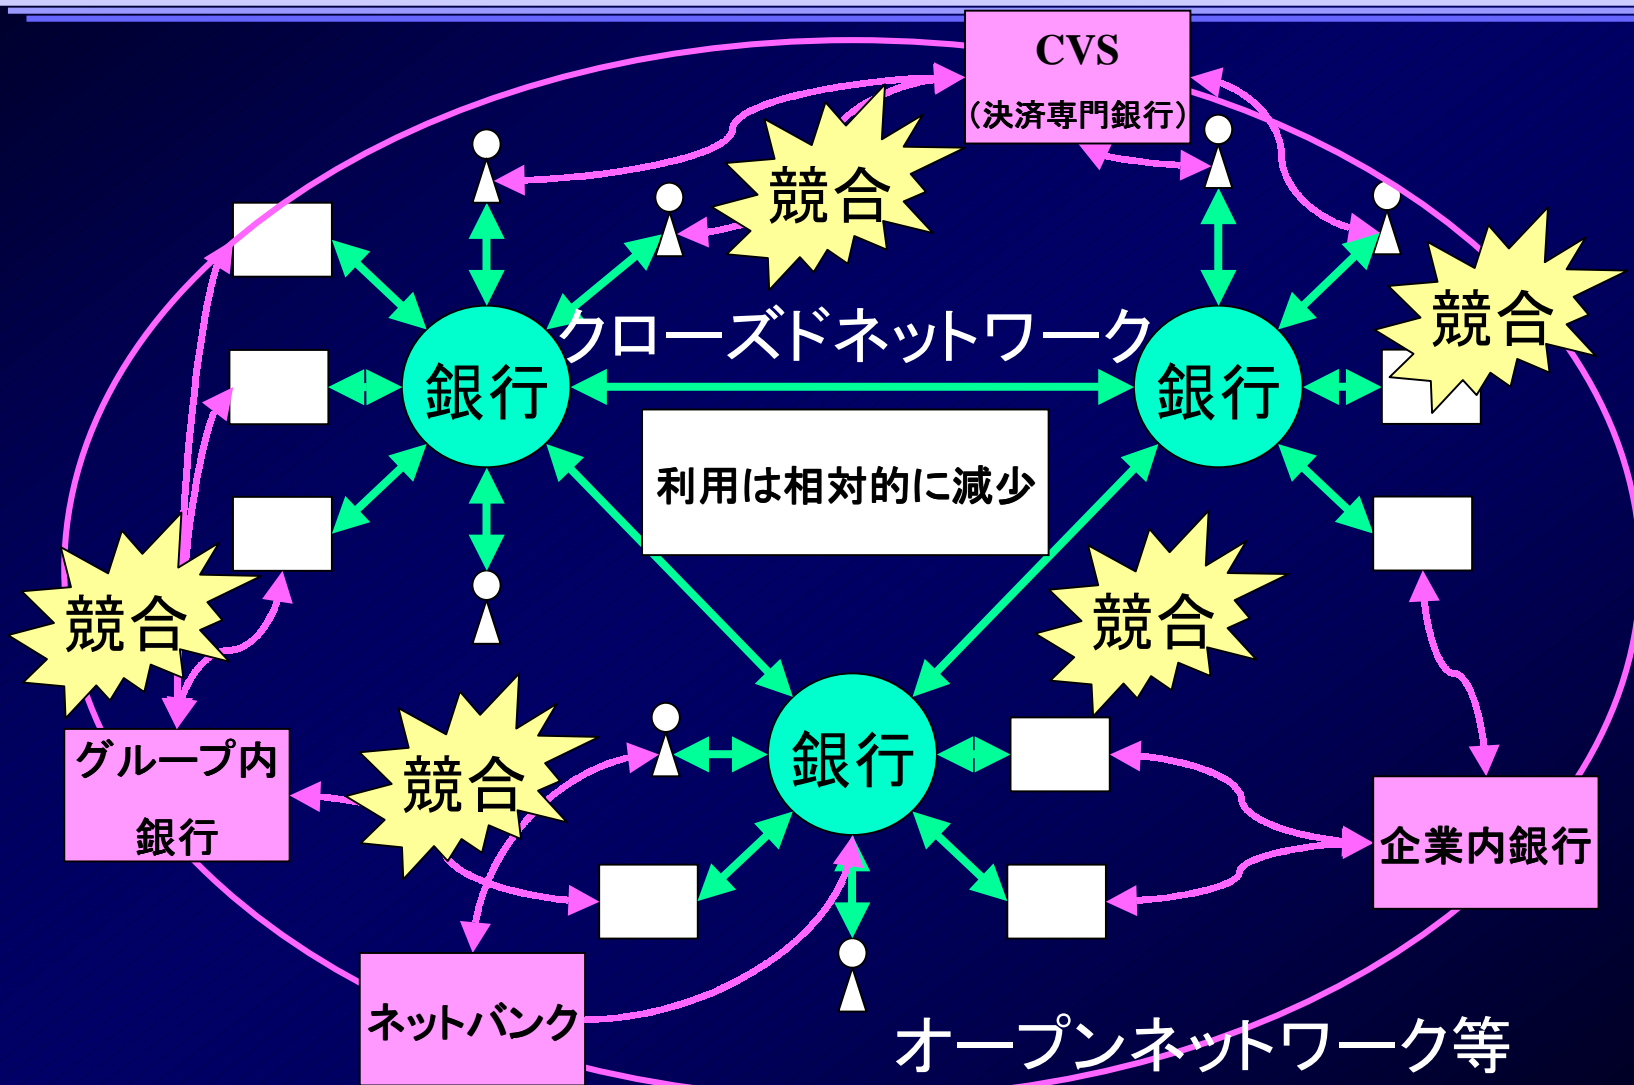 CVS
（決済専門銀行）
競合
競合
クローズドネットワーク
銀行
銀行
利用は相対的に減少
競合
競合
グループ内
銀行
競合
銀行
企業内銀行
ネットバンク
オープンネットワーク等